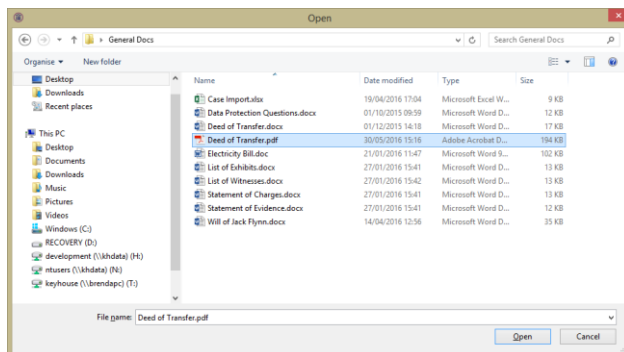 Open
General Docs
Search General Docs
Organise
New folder
Desktop
Downloads
Recent places
This PC
Desktop
Documents
Downloads
Music
Pictures
Videos
Windows (C:)
RECOVERY (D:)
development (\\khdata) (H:)
ntusers (\\khdata) (N:)
keyhouse (\\brendapc) (T:)
Name Date modified Type Size
Case Import.xlsx 19/04/2016 17:04 Microsoft Excel W... 9 KB
Data Protection Questions.docx 01/10/2015 09:59 Microsoft Word D... 12 KB
Deed of Transfer.docx 01/12/2015 14:18 Microsoft Word D... 17 KB
Deed of Transfer.pdf 30/05/2016 15:16 Adobe Acrobat D... 194 KB
Electricity Bill.doc 21/01/2016 11:47 Microsoft Word 9... 102 KB
List of Exhibits.docx 27/01/2016 15:41 Microsoft Word D... 13 KB
List of Witnesses.docx 27/01/2016 15:42 Microsoft Word D... 13 KB
Statement of Charges.docx 27/01/2016 15:41 Microsoft Word D... 13 KB
Statement of Evidence.docx 27/01/2016 15:41 Microsoft Word D... 12 KB
Will of Jack Flynn.docx 14/04/2016 12:56 Microsoft Word D... 35 KB
File name: Deed of Transfer.pdf
Open Cancel